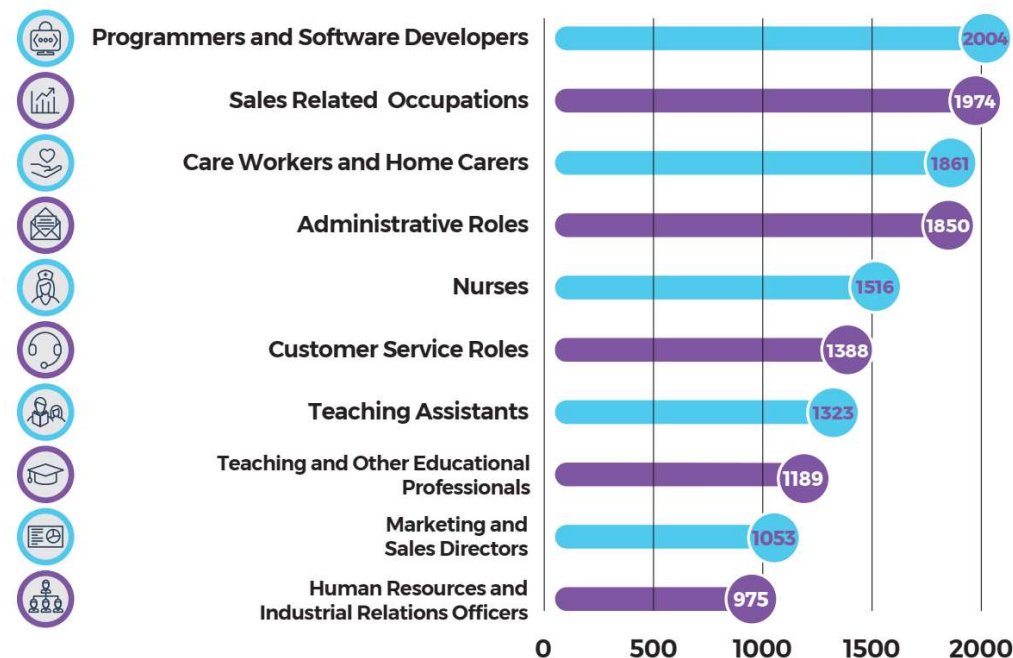 Programmers and Software Developers
2004
Sales Related Occupations
1974
Care Workers and Home Carers
1861
Administrative Roles
1850
Nurses
1516
Customer Service Roles
1388
Teaching Assistants
1323
Teaching and Other Educational
Professionals
1189
Marketing and
Sales Directors
1053
Human Resources and
Industrial Relations Officers
975
0 500 1000 1500 2000